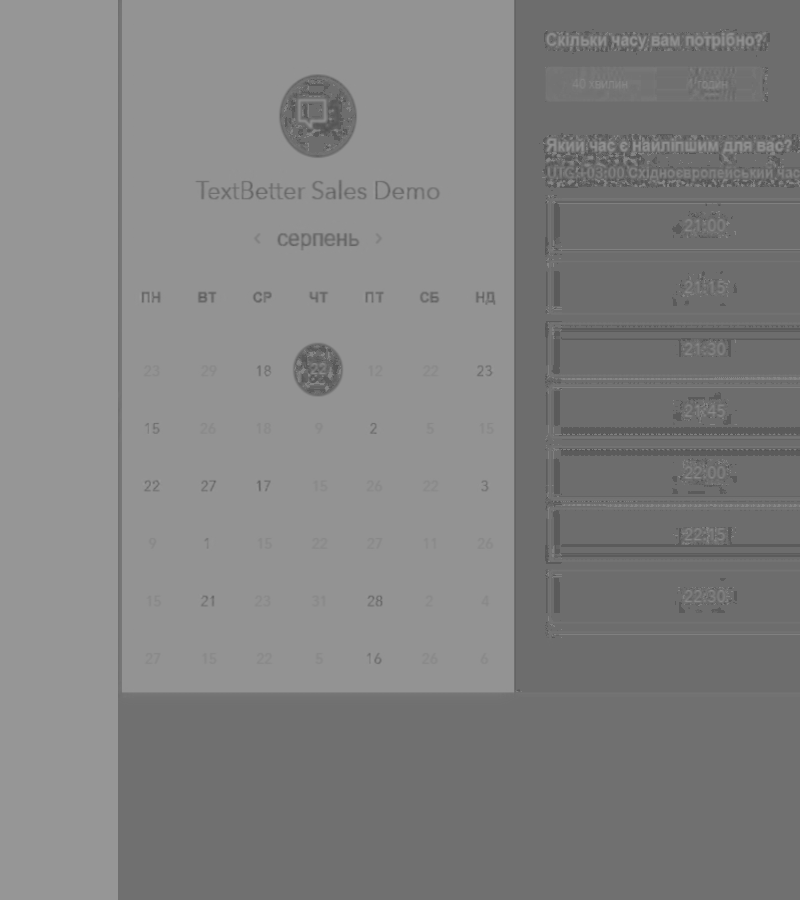 TextBetter Sales Demo
серпень
ПН ВТ СР ЧТ ПТ СБ НД
23 29 18 12 22 23
15 26 18 9 2 5 15
22 27 17 15 26 22 3
9 1 15 22 27 11 26
15 21 23 31 28 2 4
27 15 22 5 16 26 6
Скільки часу вам потрібно?
40 хвилин
Який час є найліпшим для вас?
UTC+03:00 Східноєвропейський час
21:00
21:15
21:30
21:45
22:00
22:15
22:30